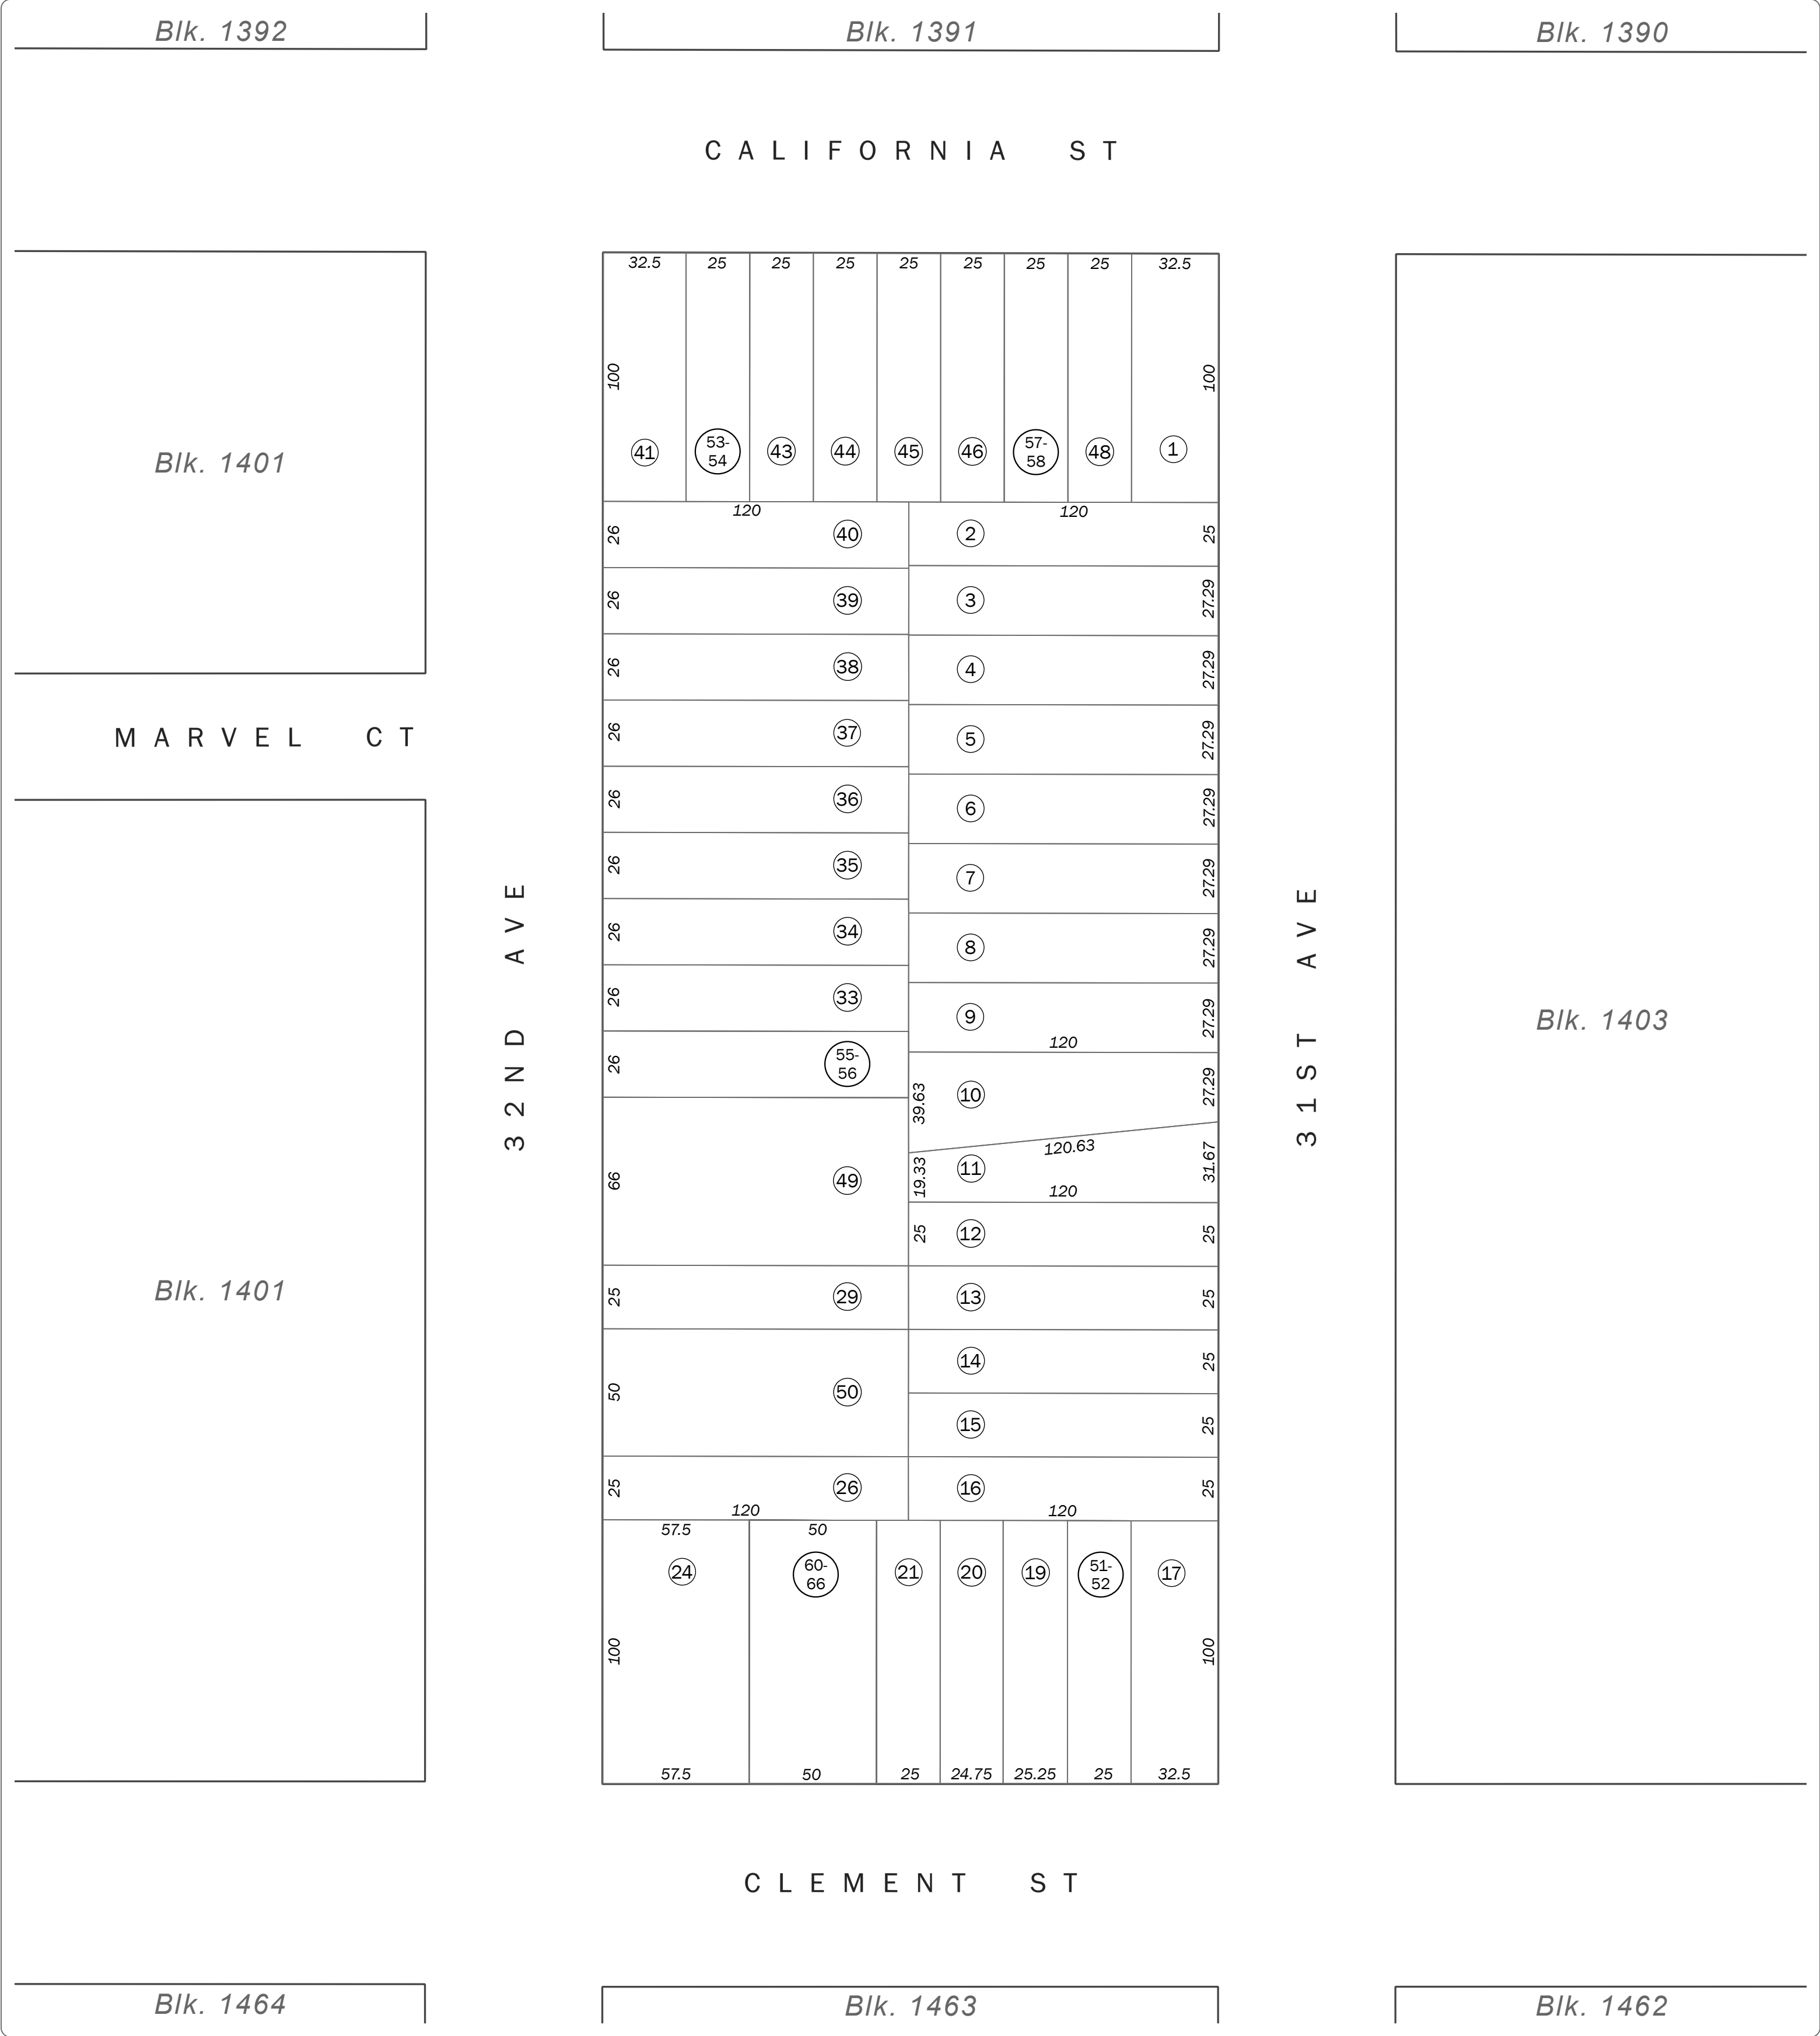 Blk. 1392
Blk. 1391
Blk. 1390
CALIFORNIA ST
32.5 25 25 25 25 25 25 25 32.5
100 100
41 53-54 43 44 45 46 57-58 48 1
Blk. 1401
120 120
26 40 2 25
26 39 3 27.29
26 38 4 27.29
MARVEL CT
26 37 5 27.29
26 36 6 27.29
26 35 7 27.29
26 34 8 27.29
32ND AVE
31ST AVE
26 33 9 27.29
120
Blk. 1403
26 55-56 39.63 10 27.29
120.63
66 49 19.33 11 31.67
120
25 12 25
Blk. 1401
25 29 13 25
14 25
50 50
15 25
25 26 16 25
120 120
57.5 50
24 60-66 21 20 19 51-52 17
100 100
57.5 50 25 24.75 25.25 25 32.5
CLEMENT ST
Blk. 1464
Blk. 1463
Blk. 1462